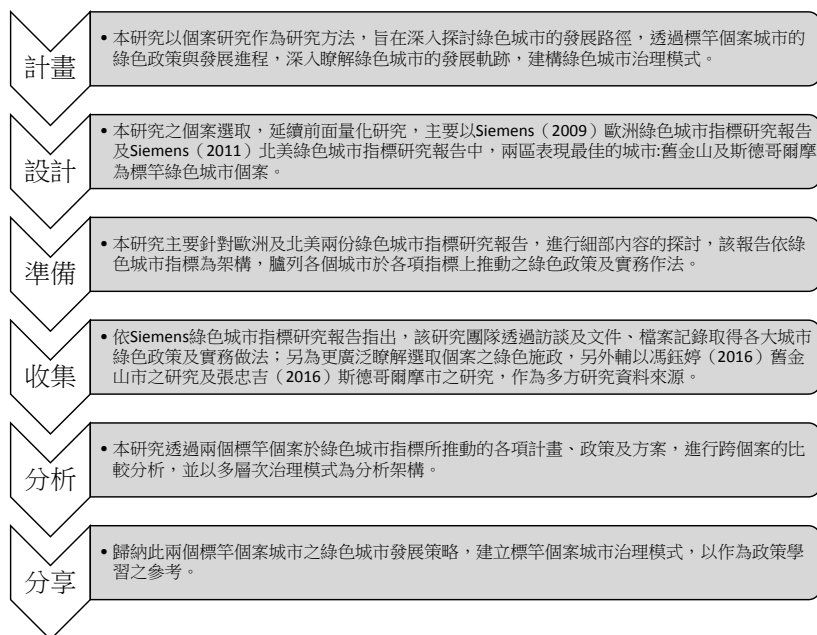 計畫
• 本研究以個案研究作為研究方法，旨在深入探討綠色城市的發展路徑，透過標竿個案城市的
綠色政策與發展進程，深入瞭解綠色城市的發展軌跡，建構綠色城市治理模式。
設計
• 本研究之個案選取，延續前面量化研究，主要以Siemens（2009）歐洲綠色城市指標研究報告
及Siemens（2011）北美綠色城市指標研究報告中，兩區表現最佳的城市:舊金山及斯德哥爾摩
為標竿綠色城市個案。
準備
• 本研究主要針對歐洲及北美兩份綠色城市指標研究報告，進行細部內容的探討，該報告依綠
色城市指標為架構，臚列各個城市於各項指標上推動之綠色政策及實務作法。
收集
• 依Siemens綠色城市指標研究報告指出，該研究團隊透過訪談及文件、檔案記錄取得各大城市
綠色政策及實務做法；另為更廣泛瞭解選取個案之綠色施政，另外輔以馮鈺婷（2016）舊金
山市之研究及張忠吉（2016）斯德哥爾摩市之研究，作為多方研究資料來源。
分析
• 本研究透過兩個標竿個案於綠色城市指標所推動的各項計畫、政策及方案，進行跨個案的比
較分析，並以多層次治理模式為分析架構。
分享
• 歸納此兩個標竿個案城市之綠色城市發展策略，建立標竿個案城市治理模式，以作為政策學
習之參考。